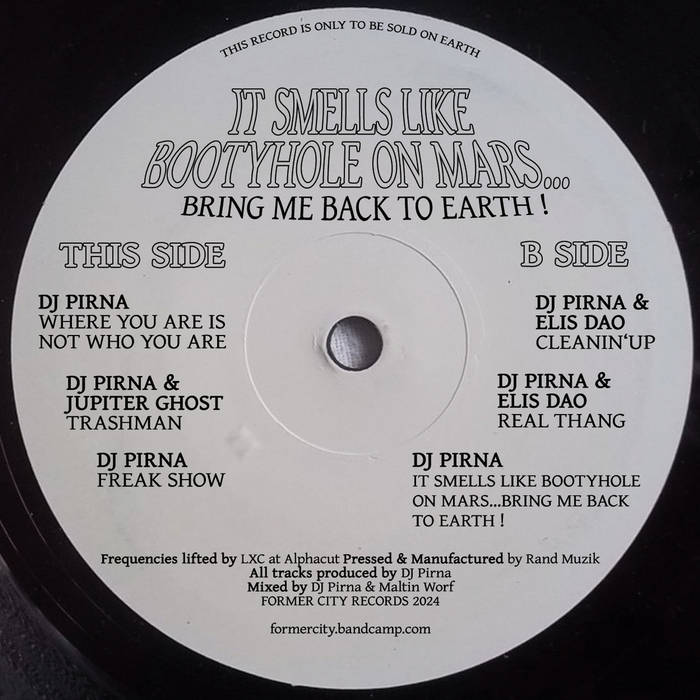 THIS RECORD IS ONLY TO BE SOLD ON EARTH
IT SMELLS LIKE
BOOTYHOLE ON MARS...
BRING ME BACK TO EARTH !
THIS SIDE
DJ PIRNA
WHERE YOU ARE IS
NOT WHO YOU ARE
DJ PIRNA &
JUPITER GHOST
TRASHMAN
DJ PIRNA
FREAK SHOW
B SIDE
DJ PIRNA &
ELIS DAO
CLEANIN‘UP
DJ PIRNA &
ELIS DAO
REAL THANG
DJ PIRNA
IT SMELLS LIKE BOOTYHOLE
ON MARS...BRING ME BACK
TO EARTH !
Frequencies lifted by LXC at Alphacut Pressed & Manufactured by Rand Muzik
All tracks produced by DJ Pirna
Mixed by DJ Pirna & Maltin Worf
FORMER CITY RECORDS 2024
formercity.bandcamp.com